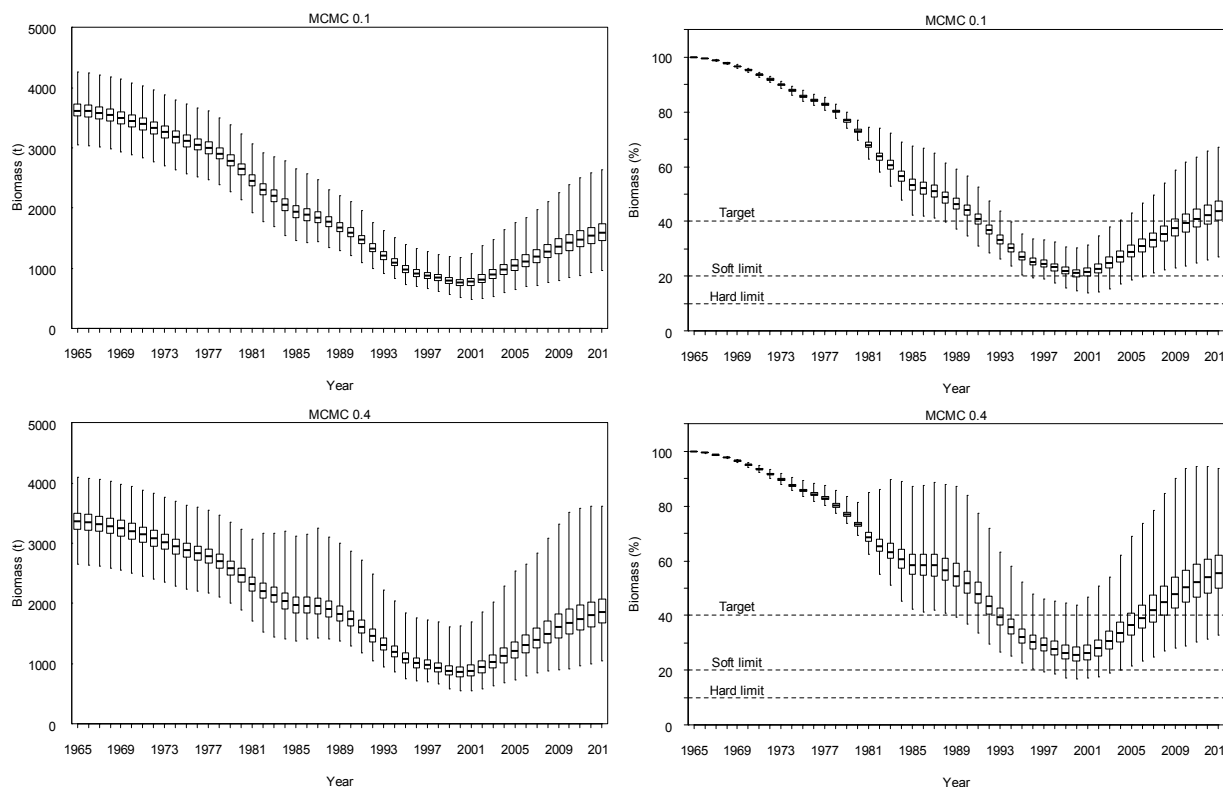 MCMC 0.1
5000
4000
3000
2000
1000
0
Biomass (t)
1965 1969 1973 1977 1981 1985 1989 1993 1997 2001 2005 2009 201
Year
MCMC 0.1
100
80
60
40
20
0
Biomass (%)
Target
Soft limit
Hard limit
1965 1969 1973 1977 1981 1985 1989 1993 1997 2001 2005 2009 201
Year
MCMC 0.4
5000
4000
3000
2000
1000
0
Biomass (t)
1965 1969 1973 1977 1981 1985 1989 1993 1997 2001 2005 2009 201
Year
MCMC 0.4
100
80
60
40
20
0
Biomass (%)
Target
Soft limit
Hard limit
1965 1969 1973 1977 1981 1985 1989 1993 1997 2001 2005 2009 201
Year